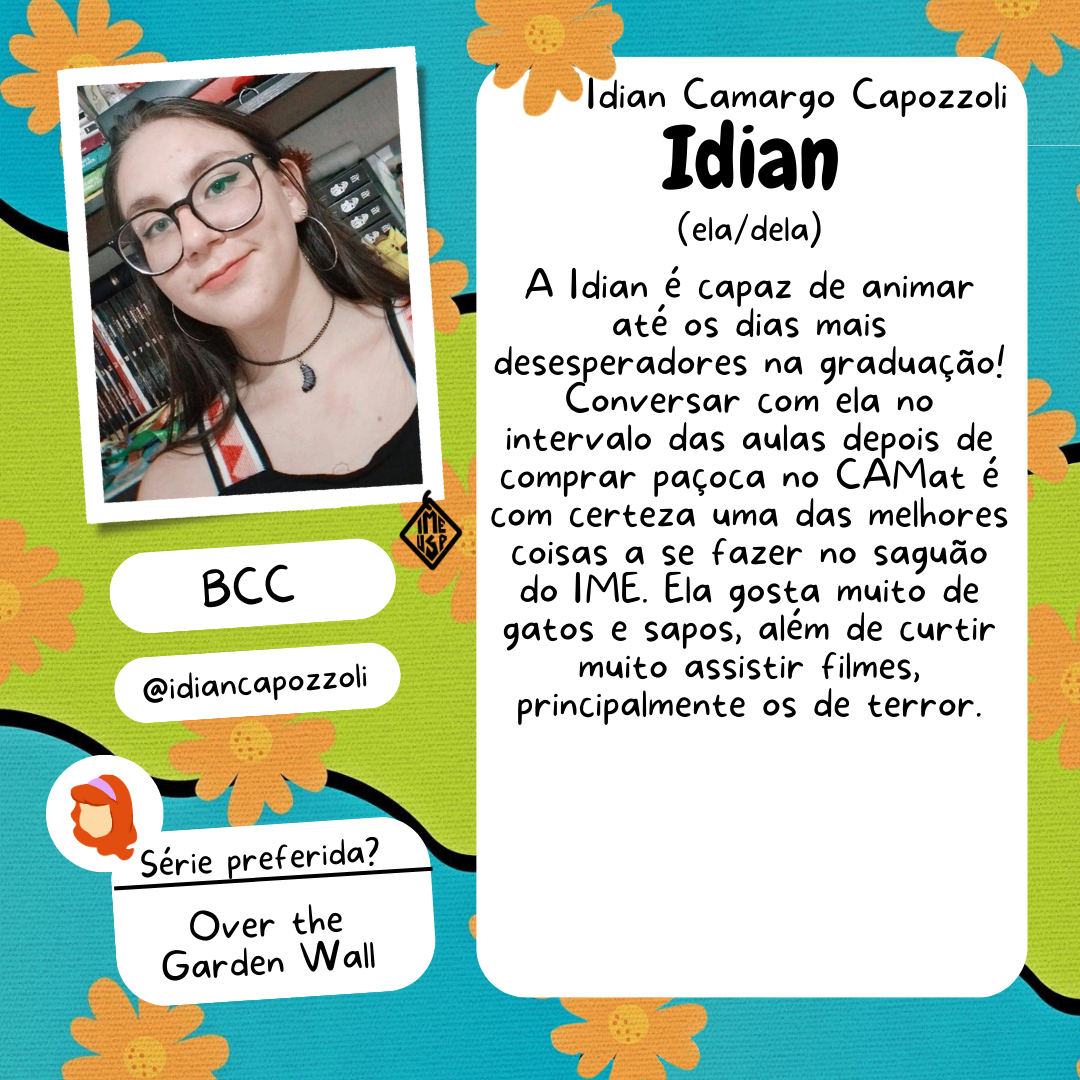 Idian Camargo Capozzoli
Idian
(ela/dela)
A Idian é capaz de animar
até os dias mais
desesperadores na graduação!
Conversar com ela no
intervalo das aulas depois de
comprar paçoca no CAMat é
com certeza uma das melhores
coisas a se fazer no saguão
do IME. Ela gosta muito de
gatos e sapos, além de curtir
muito assistir filmes,
principalmente os de terror.
IME
USP
BCC
@idiancapozzoli
Série preferida?
Over the
Garden Wall